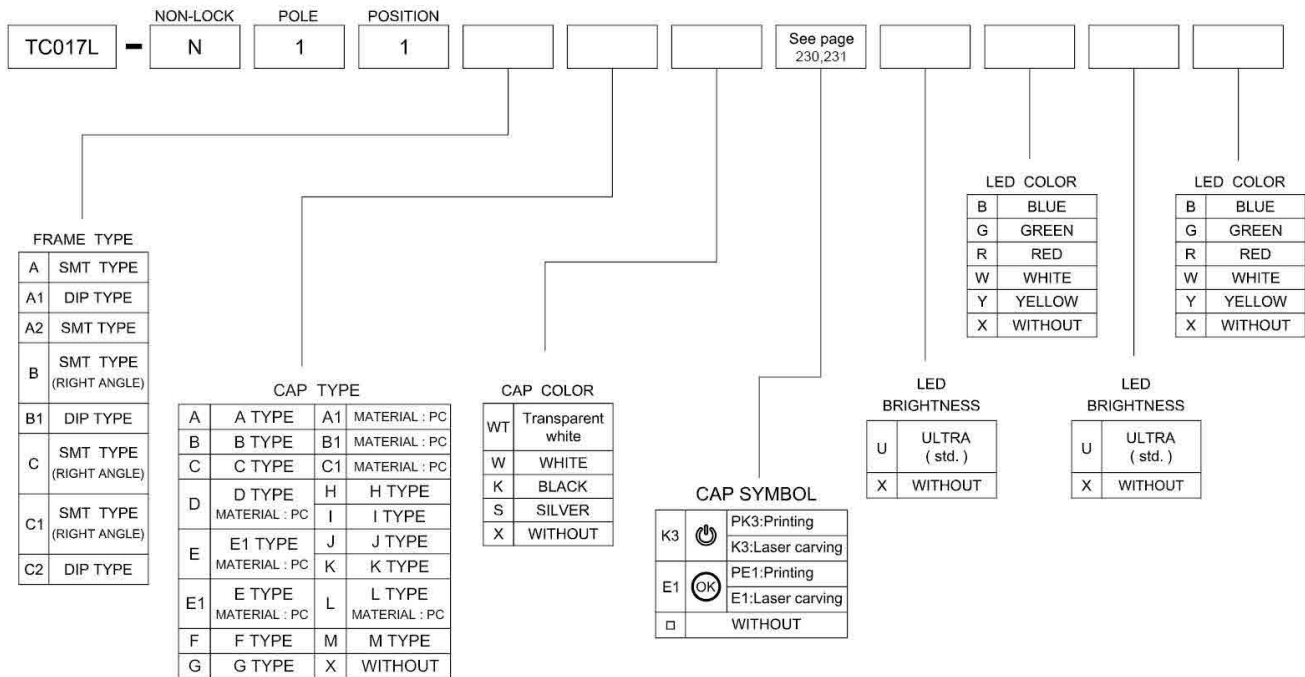 NON-LOCK POLE POSITION
TC017L - N 1 1 See page
230,231
LED COLOR
B BLUE
G GREEN
R RED
W WHITE
Y YELLOW
X WITHOUT
LED COLOR
B BLUE
G GREEN
R RED
W WHITE
Y YELLOW
X WITHOUT
FRAME TYPE
A SMT TYPE
A1 DIP TYPE
A2 SMT TYPE
B SMT TYPE
(RIGHT ANGLE)
B1 DIP TYPE
C SMT TYPE
(RIGHT ANGLE)
C1 SMT TYPE
(RIGHT ANGLE)
C2 DIP TYPE
CAP TYPE
A A TYPE A1 MATERIAL : PC
B B TYPE B1 MATERIAL : PC
C C TYPE C1 MATERIAL : PC
D D TYPE
MATERIAL : PC
H H TYPE
I I TYPE
E E1 TYPE
MATERIAL : PC
J J TYPE
K K TYPE
E1 E TYPE
MATERIAL : PC
L L TYPE
MATERIAL : PC
F F TYPE M M TYPE
G G TYPE X WITHOUT
CAP COLOR
WT Transparent
white
W WHITE
K BLACK
S SILVER
X WITHOUT
CAP SYMBOL
K3 PK3:Printing
K3:Laser carving
E1 OK PE1:Printing
E1:Laser carving
□ WITHOUT
LED
BRIGHTNESS
U ULTRA
( std. )
X WITHOUT
LED
BRIGHTNESS
U ULTRA
( std. )
X WITHOUT